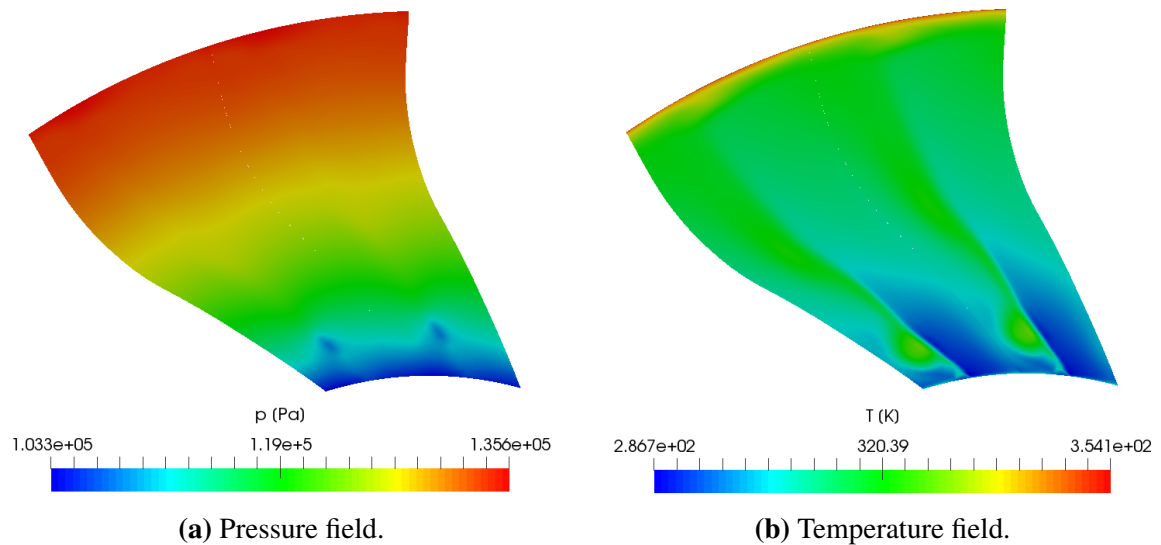 p (Pa)
1.033e+05 1.19e+5 1.356e+05
(a) Pressure field.
T (K)
2.867e+02 320.39 3.541e+02
(b) Temperature field.